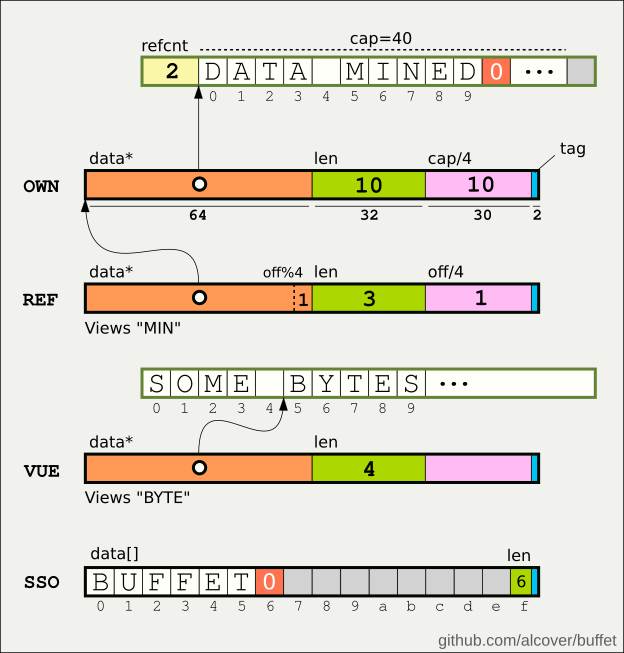 refcnt cap=40
2 D A T A M I N E D 0 ···
0 1 2 3 4 5 6 7 8 9
data* len cap/4 tag
OWN 10 10
64 32 30 2
data* off%4 len off/4
REF 1 3 1
Views "MIN"
S O M E B Y T E S ···
0 1 2 3 4 5 6 7 8 9
data* len
VUE 4
Views "BYTE"
data[] len
SSO B U F F E T 0 6
0 1 2 3 4 5 6 7 8 9 a b c d e f
github.com/alcover/buffet